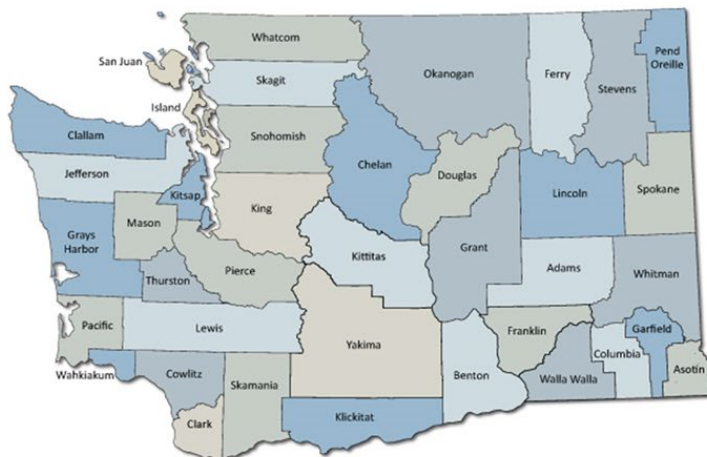 Whatcom
San Juan
Skagit
Island
Okanogan
Ferry
Pend
Oreille
Stevens
Clallam
Snohomish
Chelan
Jefferson
Kitsap
Douglas
Lincoln
Spokane
King
Mason
Grays
Harbor
Kittitas
Grant
Adams
Whitman
Thurston
Pierce
Pacific
Lewis
Yakima
Franklin
Garfield
Columbia
Wahkiakum
Cowlitz
Skamania
Benton
Walla Walla
Asotin
Clark
Klickitat